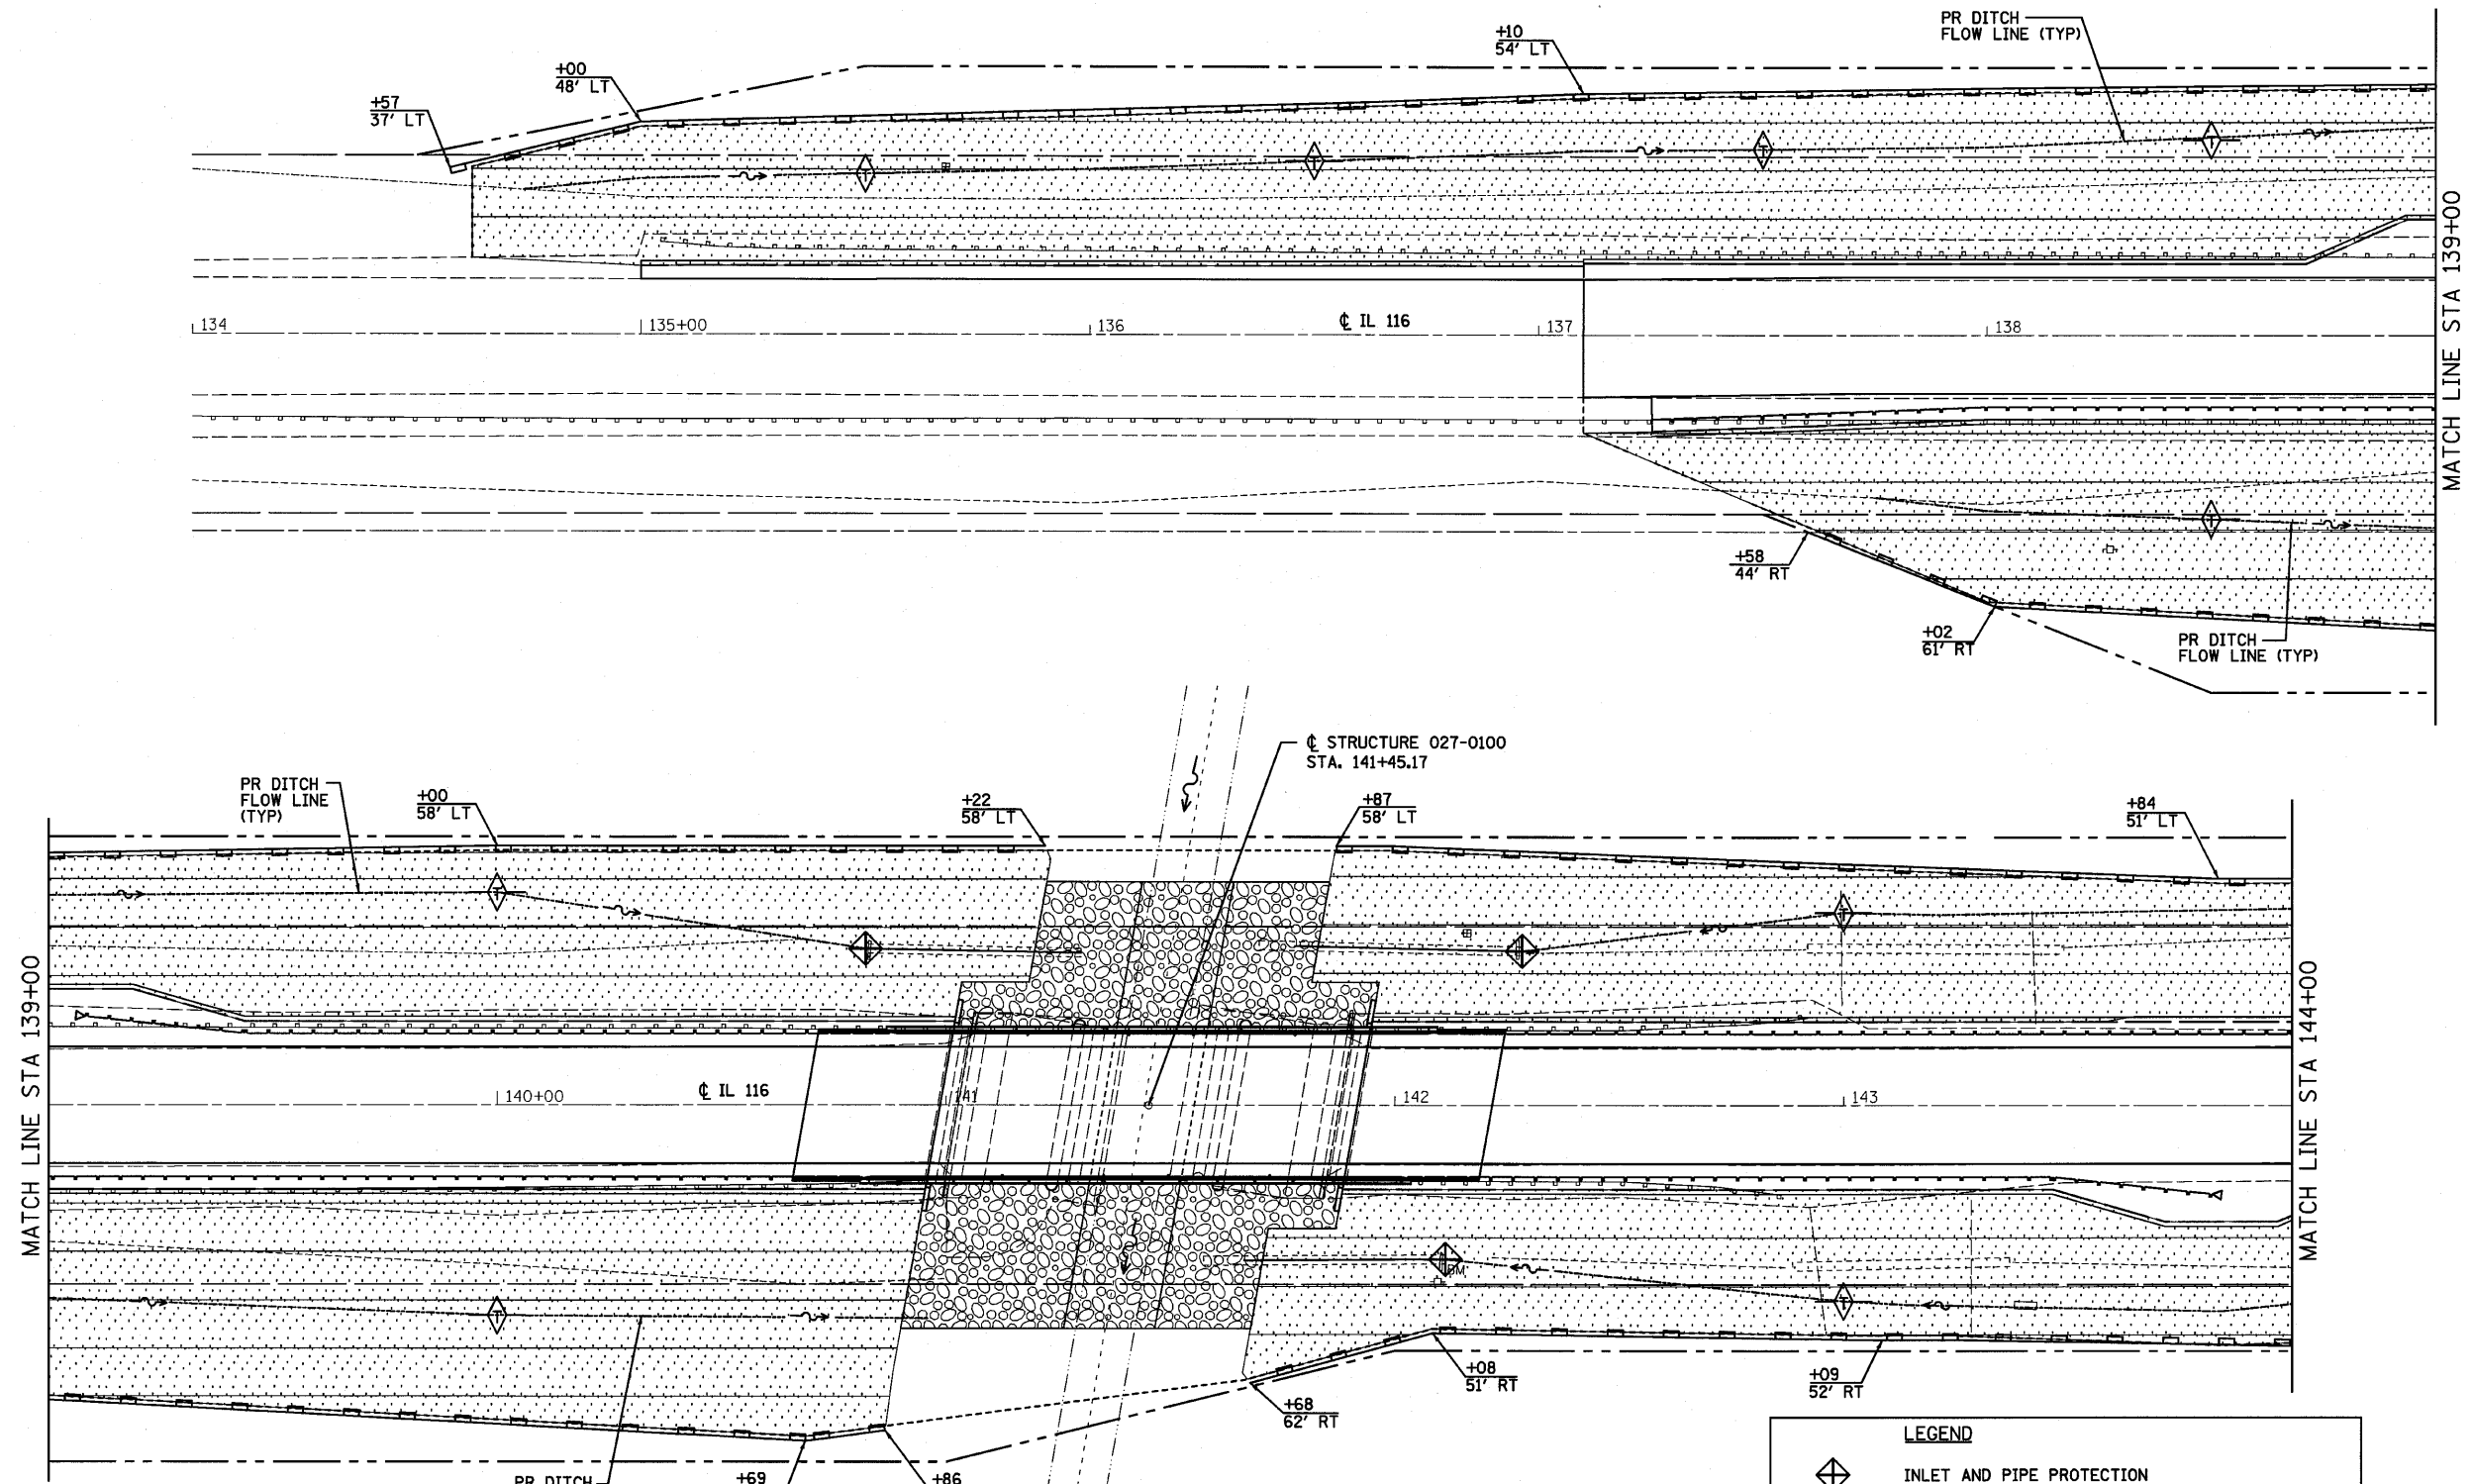 PR DITCH
FLOW LINE (TYP)
+10
54' LT
+00
48' LT
+57
37' LT
134
135+00
136
℄ IL 116
137
138
MATCH LINE STA 139+00
+58
44' RT
+02
61' RT
PR DITCH
FLOW LINE (TYP)
℄ STRUCTURE 027-0100
STA. 141+45.17
PR DITCH
FLOW LINE
(TYP)
+00
58' LT
+22
58' LT
+87
58' LT
+84
51' LT
MATCH LINE STA 139+00
140+00
℄ IL 116
141
142
143
MATCH LINE STA 144+00
BM
+08
51' RT
+09
52' RT
+68
62' RT
PR DITCH
+69
+86
LEGEND
INLET AND PIPE PROTECTION
T
T
T
T
T
T
T
T
T